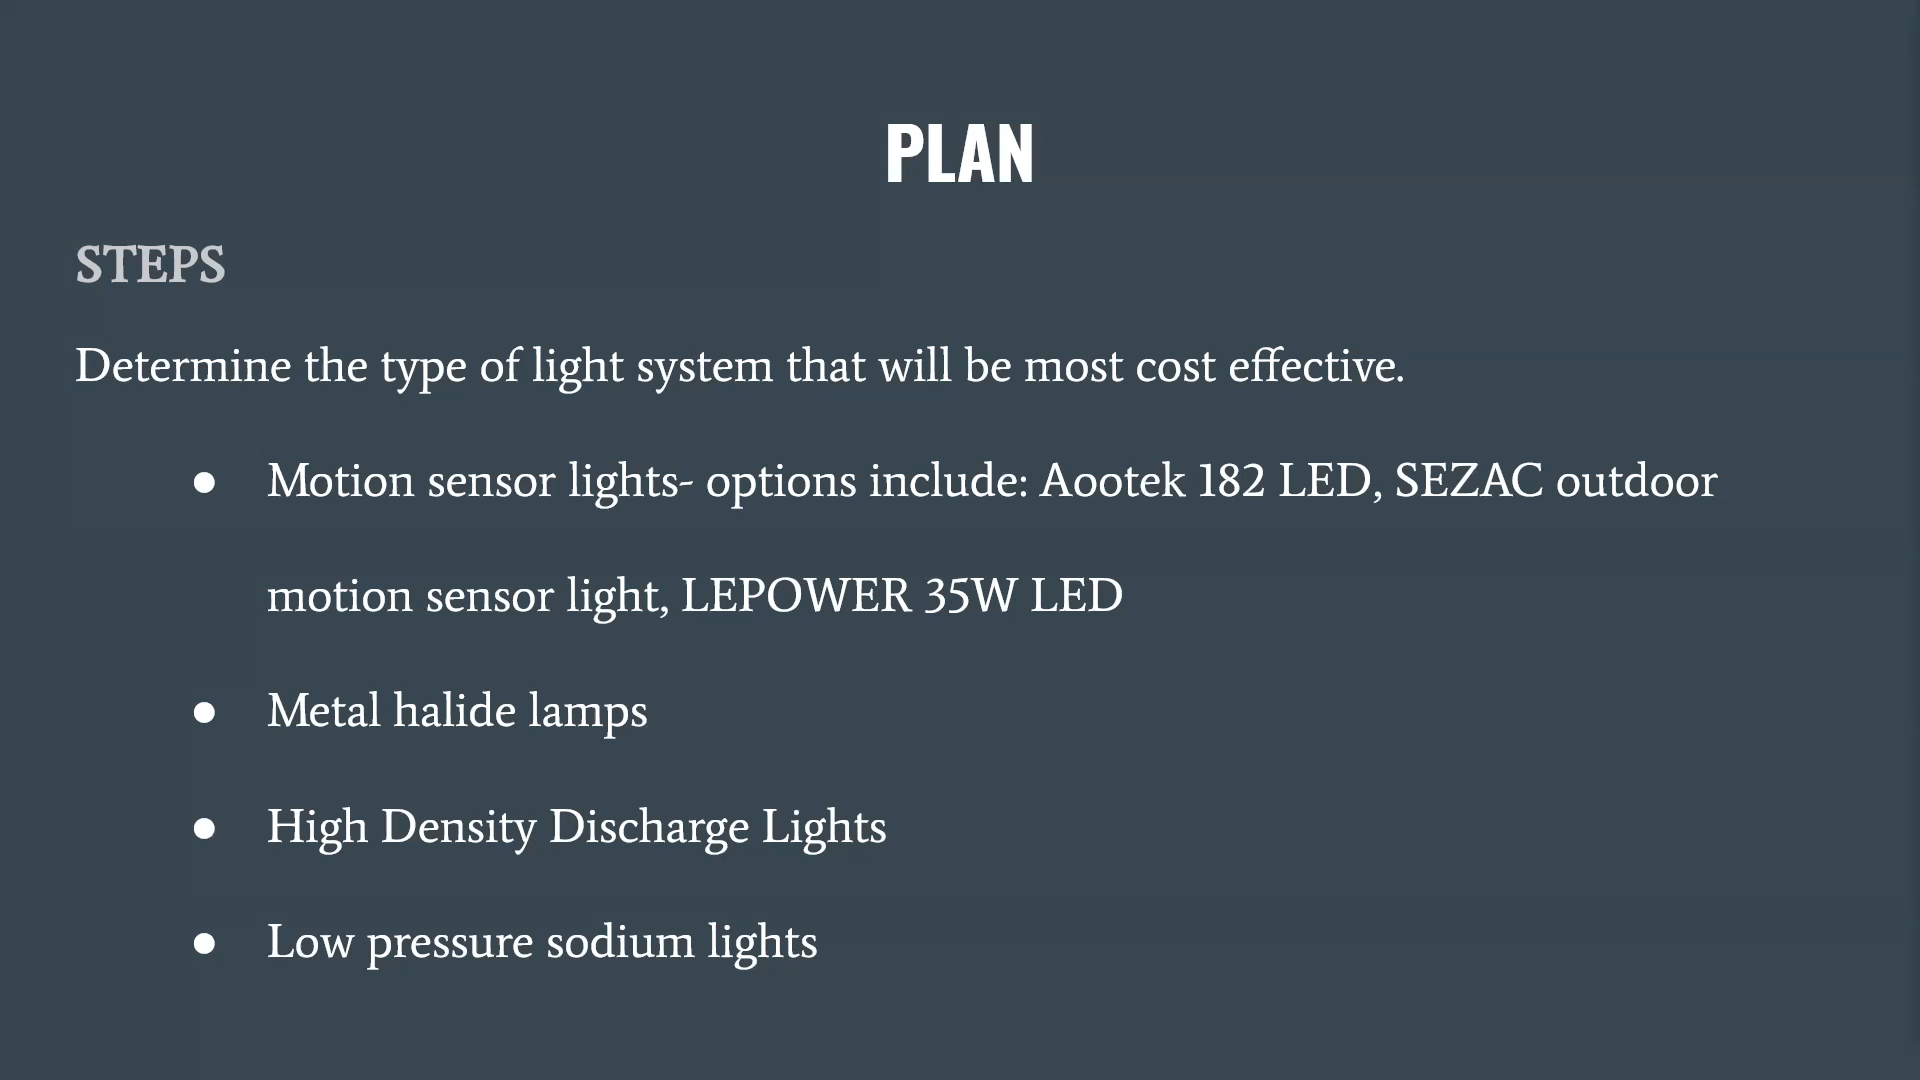 PLAN
STEPS
Determine the type of light system that will be most cost effective.
● Motion sensor lights- options include: Aootek 182 LED, SEZAC outdoor
motion sensor light, LEPOWER 35W LED
● Metal halide lamps
● High Density Discharge Lights
● Low pressure sodium lights